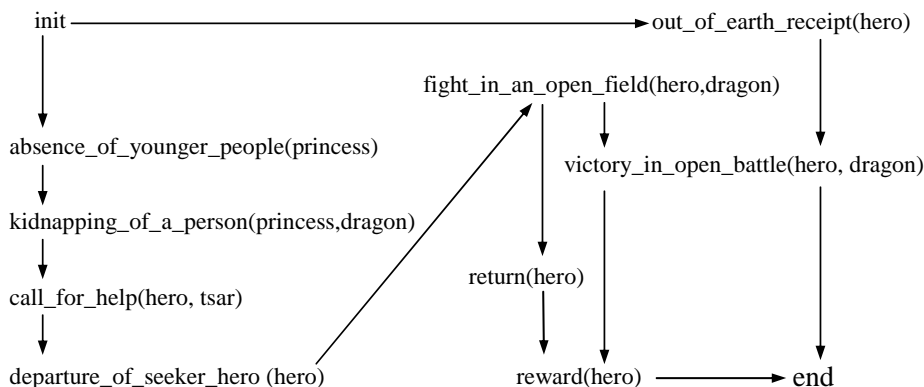 init
out_of_earth_receipt(hero)
fight_in_an_open_field(hero,dragon)
absence_of_younger_people(princess)
victory_in_open_battle(hero, dragon)
kidnapping_of_a_person(princess,dragon)
return(hero)
call_for_help(hero, tsar)
departure_of_seeker_hero (hero)
reward(hero)
end